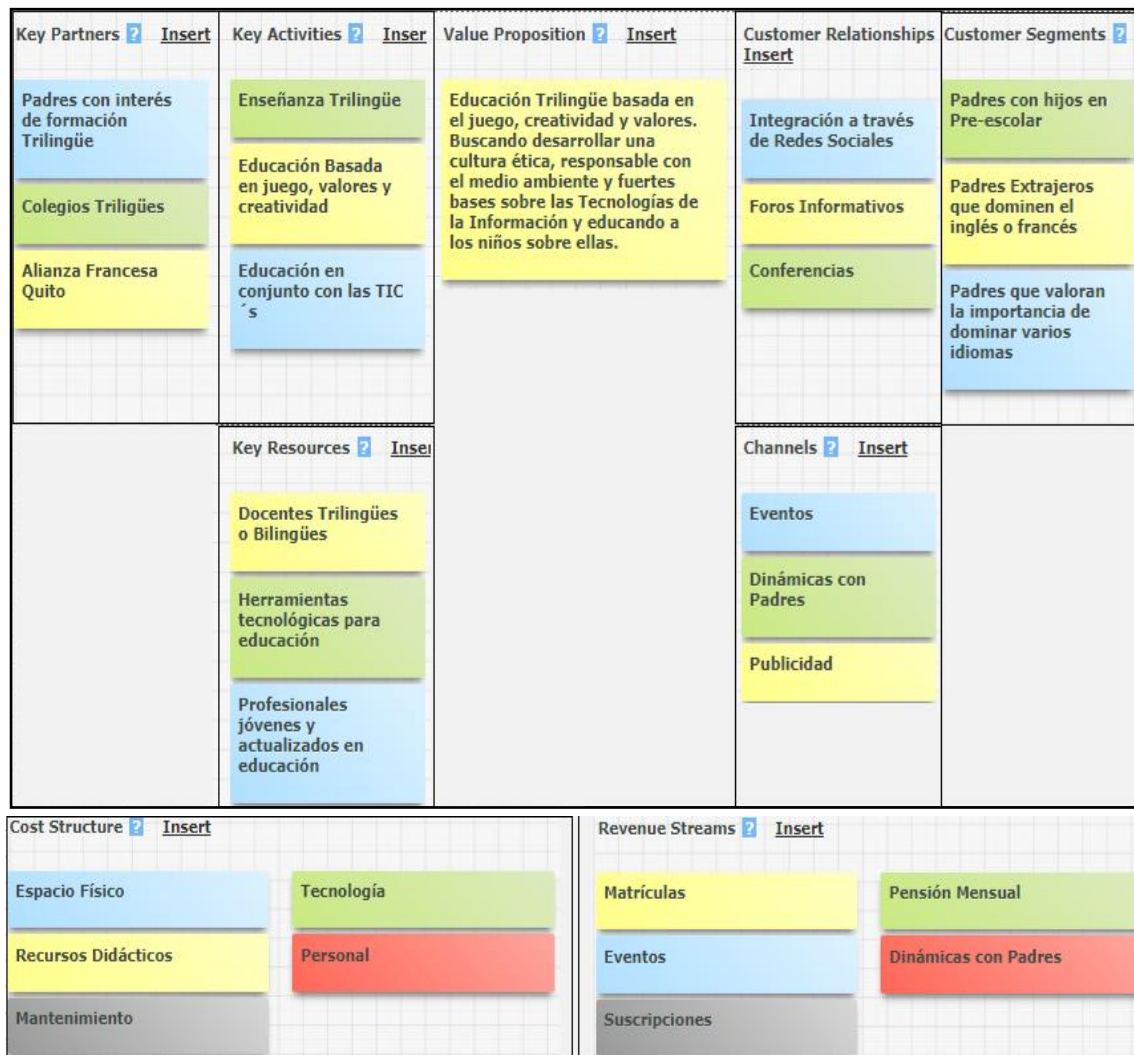 Key Partners ? Insert
Padres con interés
de formación
Trilingüe
Colegios Triligües
Alianza Francesa
Quito
Key Activities ? Inser
Enseñanza Trilingüe
Educación Basada
en juego, valores y
creatividad
Educación en
conjunto con las TIC
´s
Key Resources ? Inser
Docentes Trilingües
o Bilingües
Herramientas
tecnológicas para
educación
Profesionales
jóvenes y
actualizados en
educación
Value Proposition ? Insert
Educación Trilingüe basada en
el juego, creatividad y valores.
Buscando desarrollar una
cultura ética, responsable con
el medio ambiente y fuertes
bases sobre las Tecnologías de
la Información y educando a
los niños sobre ellas.
Customer Relationships
Insert
Integración a través
de Redes Sociales
Foros Informativos
Conferencias
Channels ? Insert
Eventos
Dinámicas con
Padres
Publicidad
Customer Segments ?
Padres con hijos en
Pre-escolar
Padres Extrajeros
que dominen el
inglés o francés
Padres que valoran
la importancia de
dominar varios
idiomas
Cost Structure ? Insert
Espacio Físico
Tecnología
Recursos Didácticos
Personal
Mantenimiento
Revenue Streams ? Insert
Matrículas
Pensión Mensual
Eventos
Dinámicas con Padres
Suscripciones